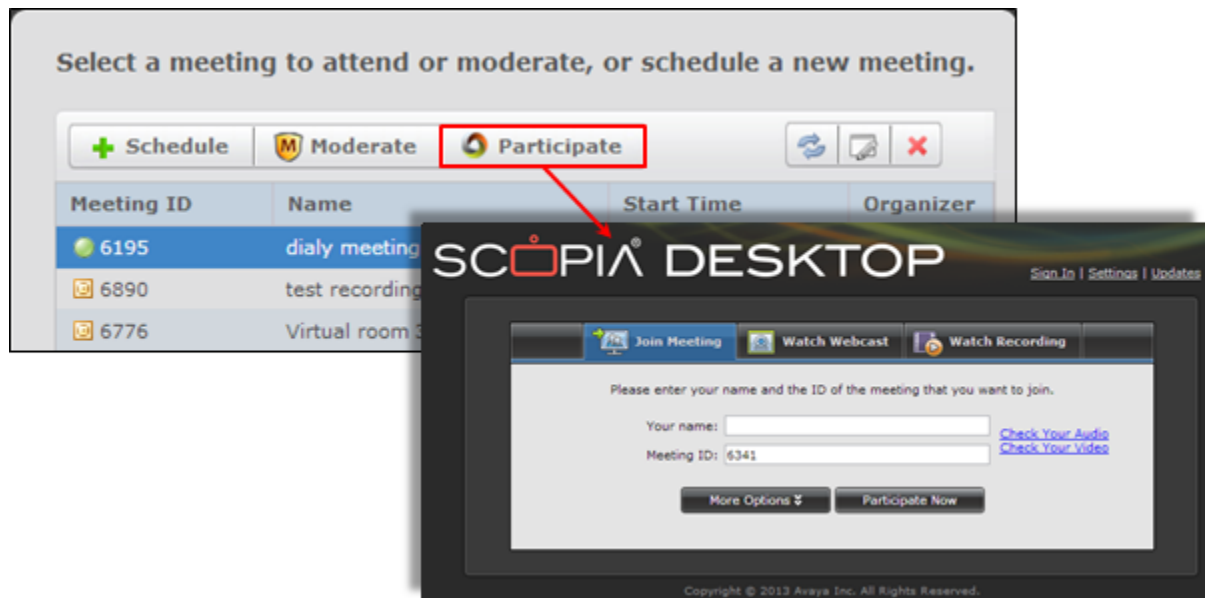 Select a meeting to attend or moderate, or schedule a new meeting.
Schedule M Moderate Participate
Meeting ID Name Start Time Organizer
6195 dialy meeting
6890 test recording
6776 Virtual room 3
SCOPIA® DESKTOP
Sign In | Settings | Updates
Join Meeting Watch Webcast Watch Recording
Please enter your name and the ID of the meeting that you want to join.
Your name:
Check Your Audio
Meeting ID: 6341
Check Your Video
More Options Participate Now
Copyright © 2013 Avaya Inc. All Rights Reserved.